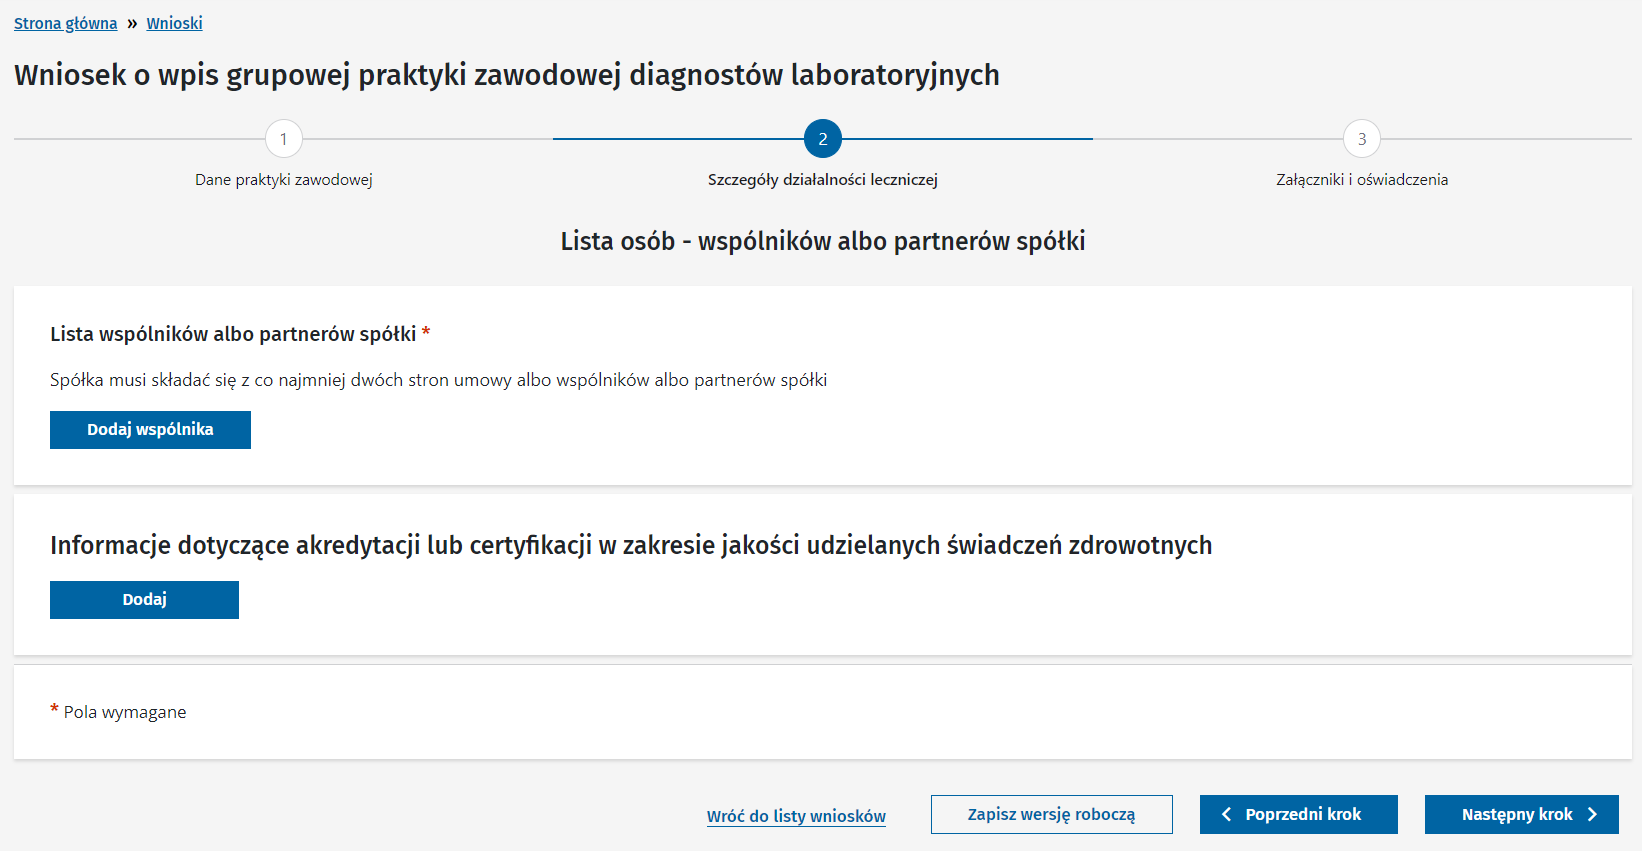 Strona główna » Wnioski
Wniosek o wpis grupowej praktyki zawodowej diagnostów laboratoryjnych
1 2 3
Dane praktyki zawodowej Szczegóły działalności leczniczej Załączniki i oświadczenia
Lista osób - wspólników albo partnerów spółki
Lista wspólników albo partnerów spółki *
Spółka musi składać się z co najmniej dwóch stron umowy albo wspólników albo partnerów spółki
Dodaj wspólnika
Informacje dotyczące akredytacji lub certyfikacji w zakresie jakości udzielanych świadczeń zdrowotnych
Dodaj
* Pola wymagane
Wróć do listy wniosków Zapisz wersję roboczą Poprzedni krok Następny krok